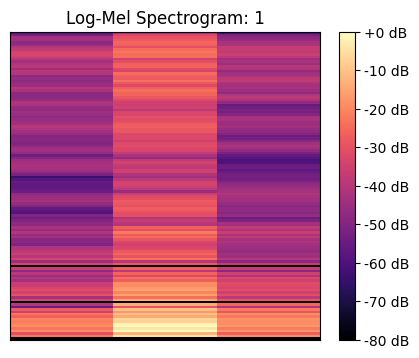 Log-Mel Spectrogram: 1
+0 dB
-10 dB
-20 dB
-30 dB
-40 dB
-50 dB
-60 dB
-70 dB
-80 dB